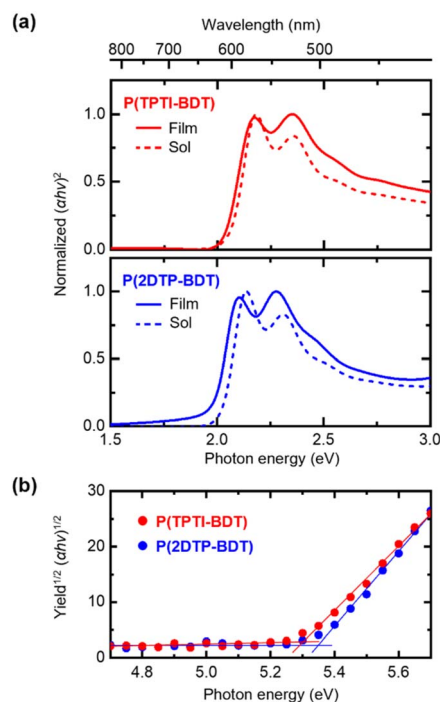 (a)
Wavelength (nm)
800 700 600 500
P(TPTI-BDT)
Film
Sol
1.0
0.5
0.0
Normalized (αhν)²
P(2DTP-BDT)
Film
Sol
1.0
0.5
0.0
1.5 2.0 2.5 3.0
Photon energy (eV)
(b)
P(TPTI-BDT)
P(2DTP-BDT)
30
20
10
0
Yield^1/2 (αhν)^1/2
4.8 5.0 5.2 5.4 5.6
Photon energy (eV)